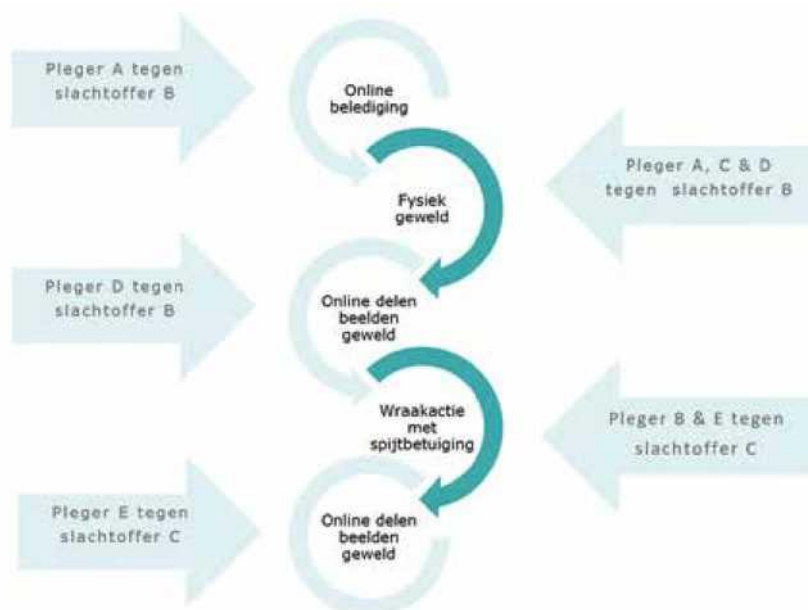 Pleger A tegen
slachtoffer B
Online
belediging
Pleger A, C & D
tegen slachtoffer B
Fysiek
geweld
Pleger D tegen
slachtoffer B
Online delen
beelden
geweld
Wraakactie
met
spijtbetuiging
Pleger B & E tegen
slachtoffer C
Pleger E tegen
slachtoffer C
Online delen
beelden
geweld